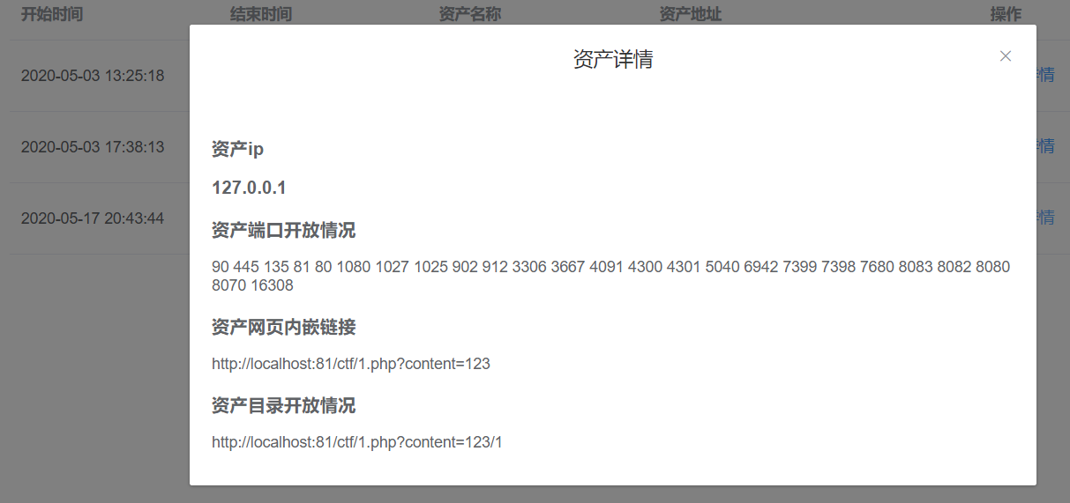 开始时间 结束时间 资产名称 资产地址 操作
资产详情
2020-05-03 13:25:18 情
资产ip
2020-05-03 17:38:13 情
127.0.0.1
2020-05-17 20:43:44 情
资产端口开放情况
90 445 135 81 80 1080 1027 1025 902 912 3306 3667 4091 4300 4301 5040 6942 7399 7398 7680 8083 8082 8080
8070 16308
资产网页内嵌链接
http://localhost:81/ctf/1.php?content=123
资产目录开放情况
http://localhost:81/ctf/1.php?content=123/1